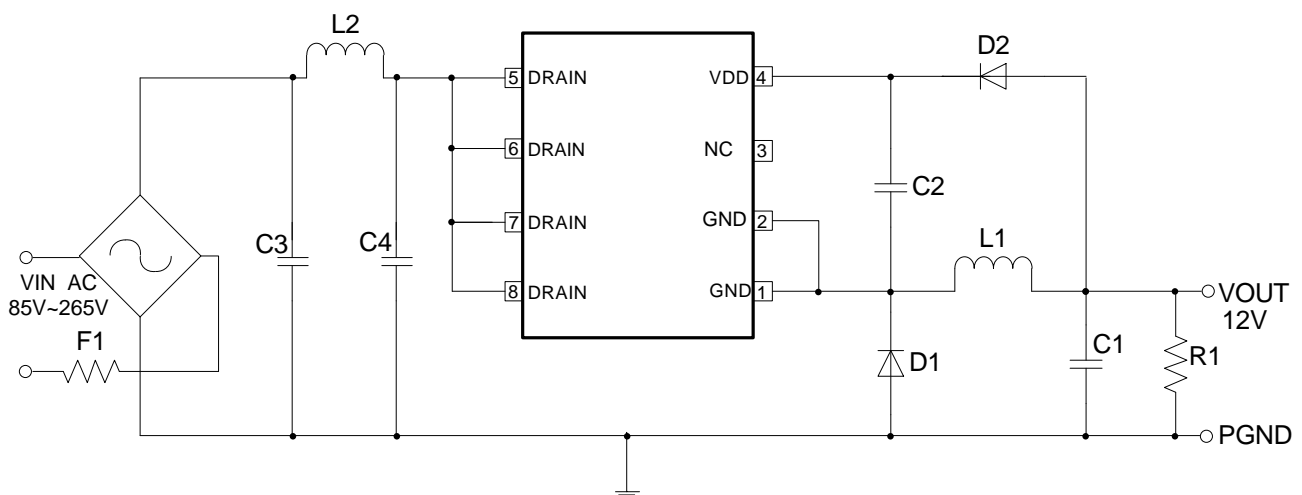 L2
D2
5 DRAIN
VDD 4
6 DRAIN
NC 3
C2
C3
C4
7 DRAIN
GND 2
L1
VIN AC
85V~265V
8 DRAIN
GND 1
VOUT
12V
F1
D1
C1
R1
PGND